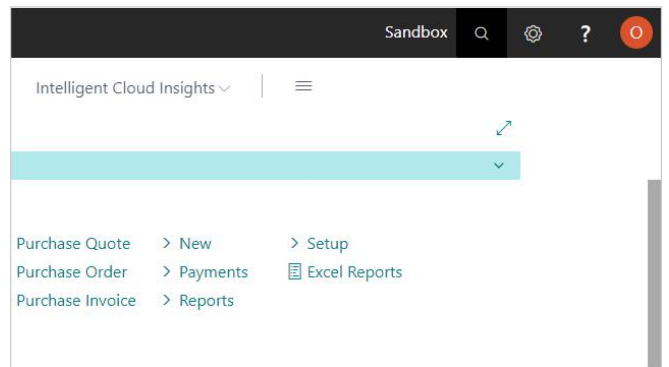 Sandbox ? O
Intelligent Cloud Insights
Purchase Quote > New > Setup
Purchase Order > Payments Excel Reports
Purchase Invoice > Reports